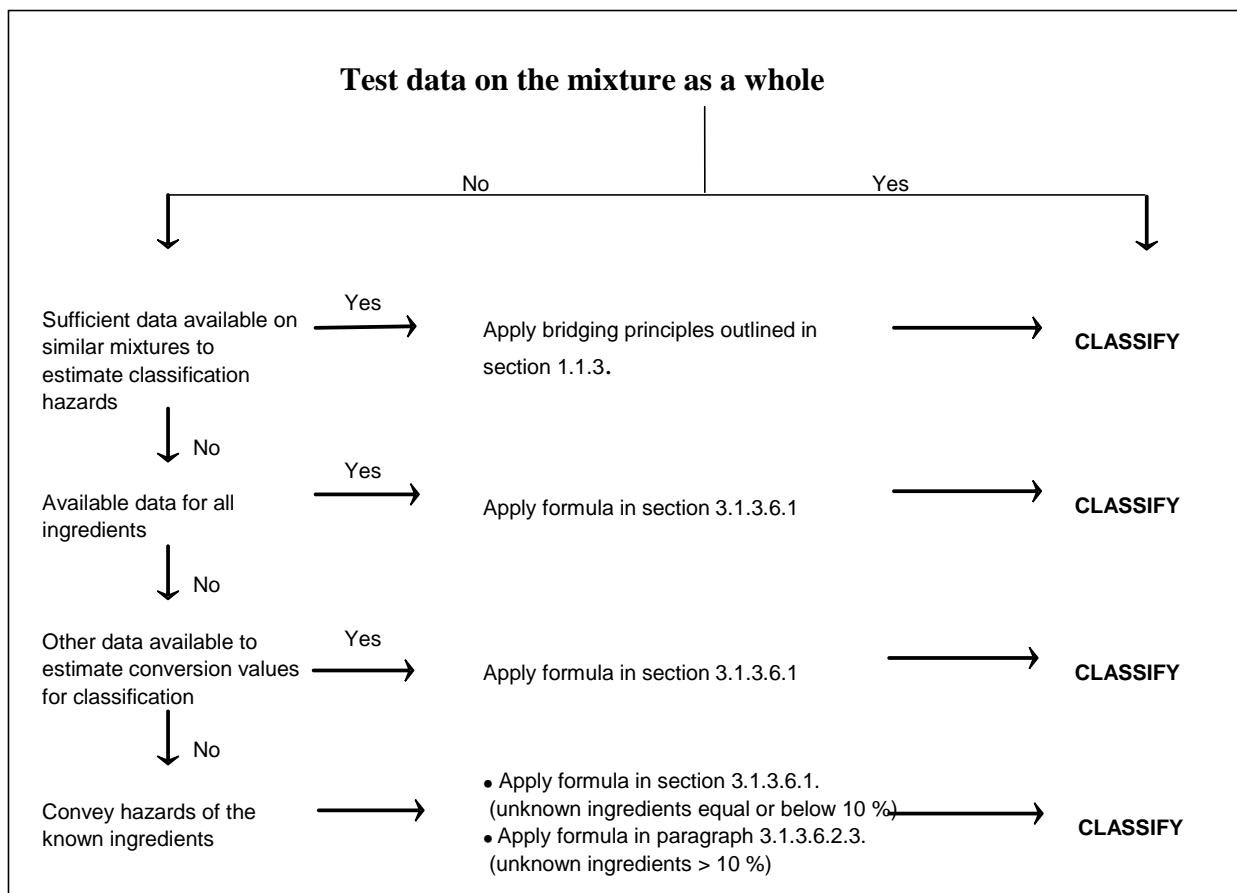 Test data on the mixture as a whole
No
Yes
Yes
Sufficient data available on
similar mixtures to
estimate classification
hazards
Apply bridging principles outlined in
section 1.1.3.
CLASSIFY
No
Yes
Available data for all
ingredients
Apply formula in section 3.1.3.6.1
CLASSIFY
No
Yes
Other data available to
estimate conversion values
for classification
Apply formula in section 3.1.3.6.1
CLASSIFY
No
Convey hazards of the
known ingredients
● Apply formula in section 3.1.3.6.1.
(unknown ingredients equal or below 10 %)
● Apply formula in paragraph 3.1.3.6.2.3.
(unknown ingredients > 10 %)
CLASSIFY